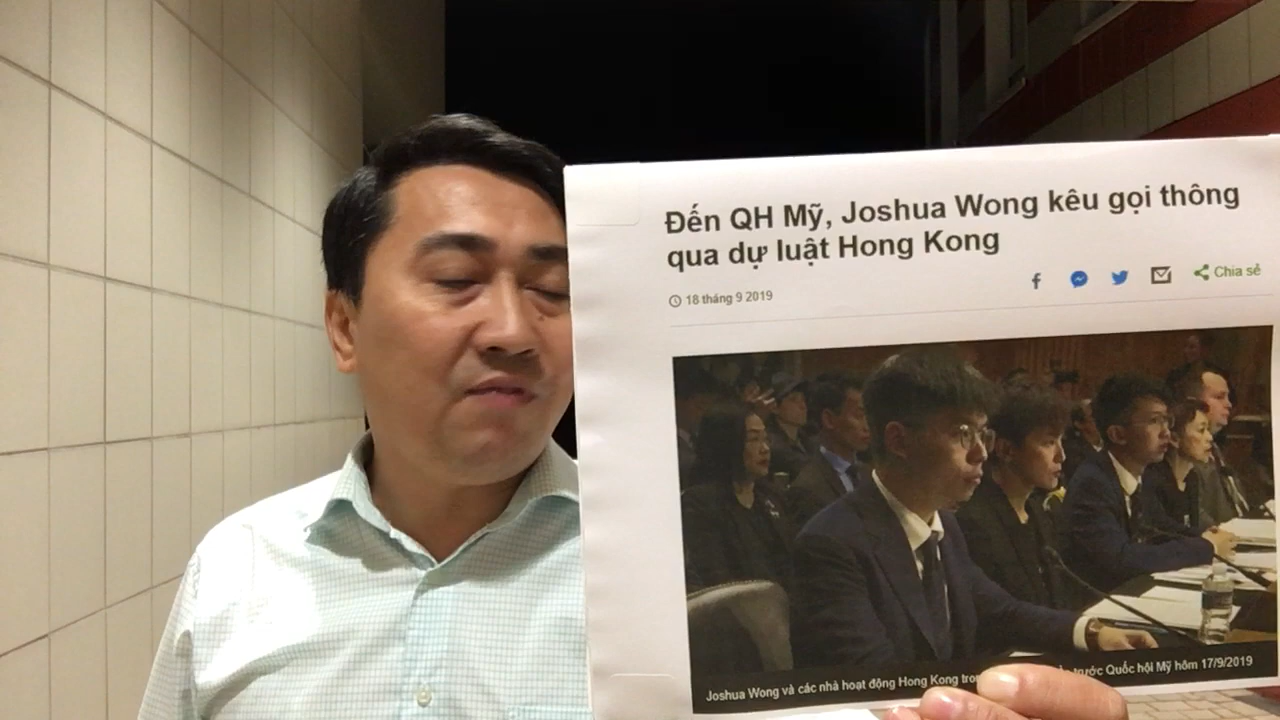 Đến QH Mỹ, Joshua Wong kêu gọi thông
qua dự luật Hong Kong
18 tháng 9 2019
Chia sẻ
Joshua Wong và các nhà hoạt động Hong Kong trước Quốc hội Mỹ hôm 17/9/2019